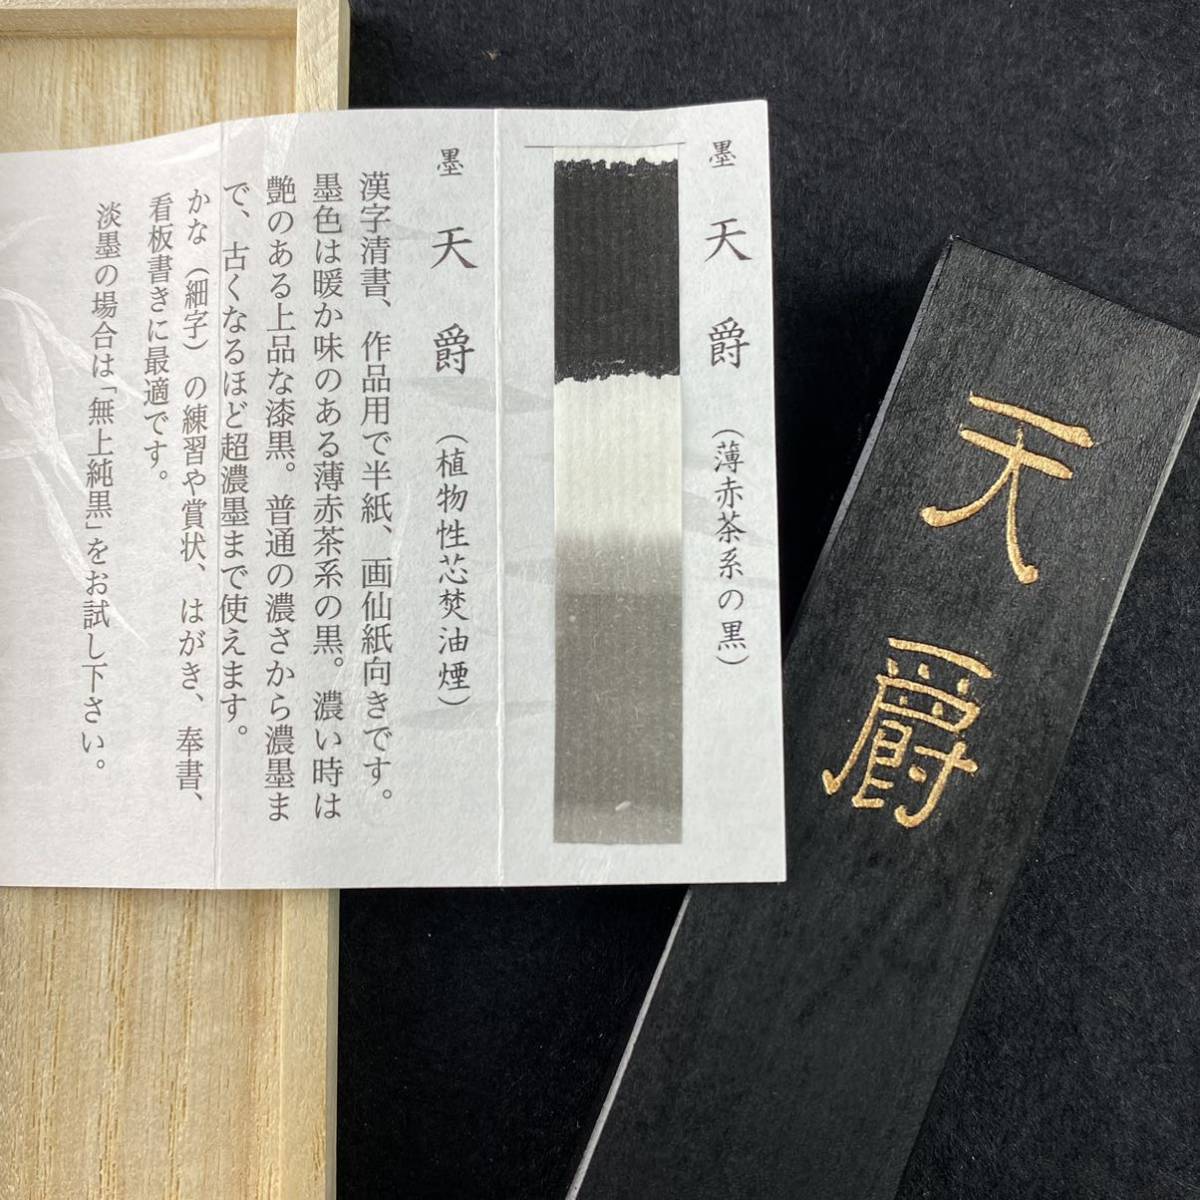 天爵
墨 天爵 （薄赤茶系の黒）
墨 天爵 （植物性芯焚油煙）
漢字清書、作品用で半紙、画仙紙向きです。
墨色は暖か味のある薄赤茶系の黒。濃い時は
艶のある上品な漆黒。普通の濃さから濃墨ま
で、古くなるほど超濃墨まで使えます。
かな（細字）の練習や賞状、はがき、奉書、
看板書きに最適です。
淡墨の場合は「無上純黒」をお試し下さい。